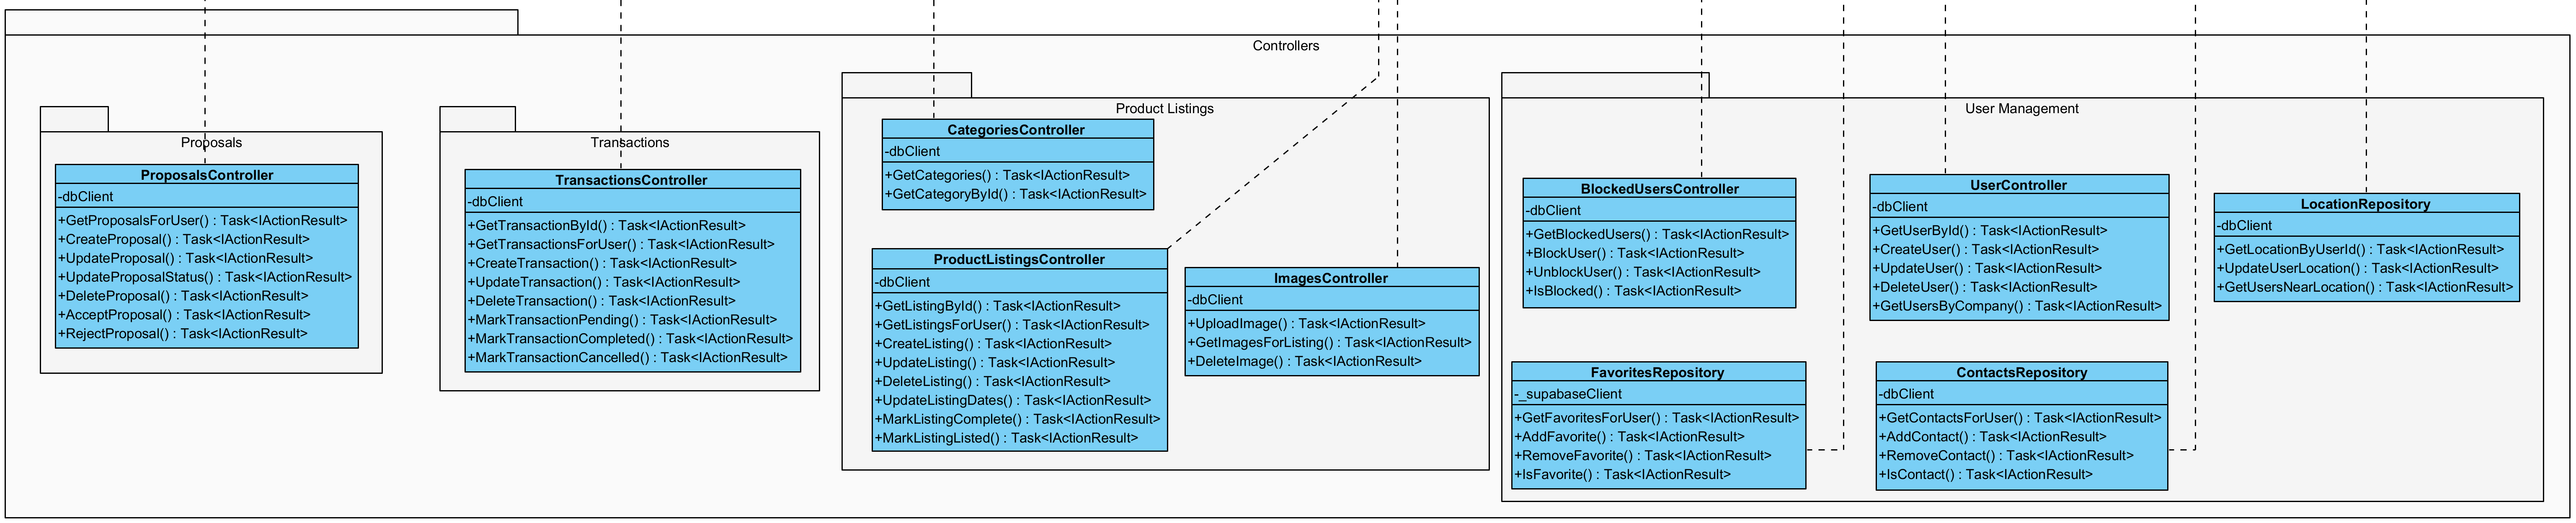 Controllers
Proposals
ProposalsController
-dbClient
+GetProposalsForUser() : Task<IActionResult>
+CreateProposal() : Task<IActionResult>
+UpdateProposal() : Task<IActionResult>
+UpdateProposalStatus() : Task<IActionResult>
+DeleteProposal() : Task<IActionResult>
+AcceptProposal() : Task<IActionResult>
+RejectProposal() : Task<IActionResult>
Transactions
TransactionsController
-dbClient
+GetTransactionById() : Task<IActionResult>
+GetTransactionsForUser() : Task<IActionResult>
+CreateTransaction() : Task<IActionResult>
+UpdateTransaction() : Task<IActionResult>
+DeleteTransaction() : Task<IActionResult>
+MarkTransactionPending() : Task<IActionResult>
+MarkTransactionCompleted() : Task<IActionResult>
+MarkTransactionCancelled() : Task<IActionResult>
Product Listings
CategoriesController
-dbClient
+GetCategories() : Task<IActionResult>
+GetCategoryById() : Task<IActionResult>
ProductListingsController
-dbClient
+GetListingById() : Task<IActionResult>
+GetListingsForUser() : Task<IActionResult>
+CreateListing() : Task<IActionResult>
+UpdateListing() : Task<IActionResult>
+DeleteListing() : Task<IActionResult>
+UpdateListingDates() : Task<IActionResult>
+MarkListingComplete() : Task<IActionResult>
+MarkListingListed() : Task<IActionResult>
ImagesController
-dbClient
+UploadImage() : Task<IActionResult>
+GetImagesForListing() : Task<IActionResult>
+DeleteImage() : Task<IActionResult>
User Management
BlockedUsersController
-dbClient
+GetBlockedUsers() : Task<IActionResult>
+BlockUser() : Task<IActionResult>
+UnblockUser() : Task<IActionResult>
+IsBlocked() : Task<IActionResult>
UserController
-dbClient
+GetUserById() : Task<IActionResult>
+CreateUser() : Task<IActionResult>
+UpdateUser() : Task<IActionResult>
+DeleteUser() : Task<IActionResult>
+GetUsersByCompany() : Task<IActionResult>
LocationRepository
-dbClient
+GetLocationByUserId() : Task<IActionResult>
+UpdateUserLocation() : Task<IActionResult>
+GetUsersNearLocation() : Task<IActionResult>
FavoritesRepository
-_supabaseClient
+GetFavoritesForUser() : Task<IActionResult>
+AddFavorite() : Task<IActionResult>
+RemoveFavorite() : Task<IActionResult>
+IsFavorite() : Task<IActionResult>
ContactsRepository
-dbClient
+GetContactsForUser() : Task<IActionResult>
+AddContact() : Task<IActionResult>
+RemoveContact() : Task<IActionResult>
+IsContact() : Task<IActionResult>